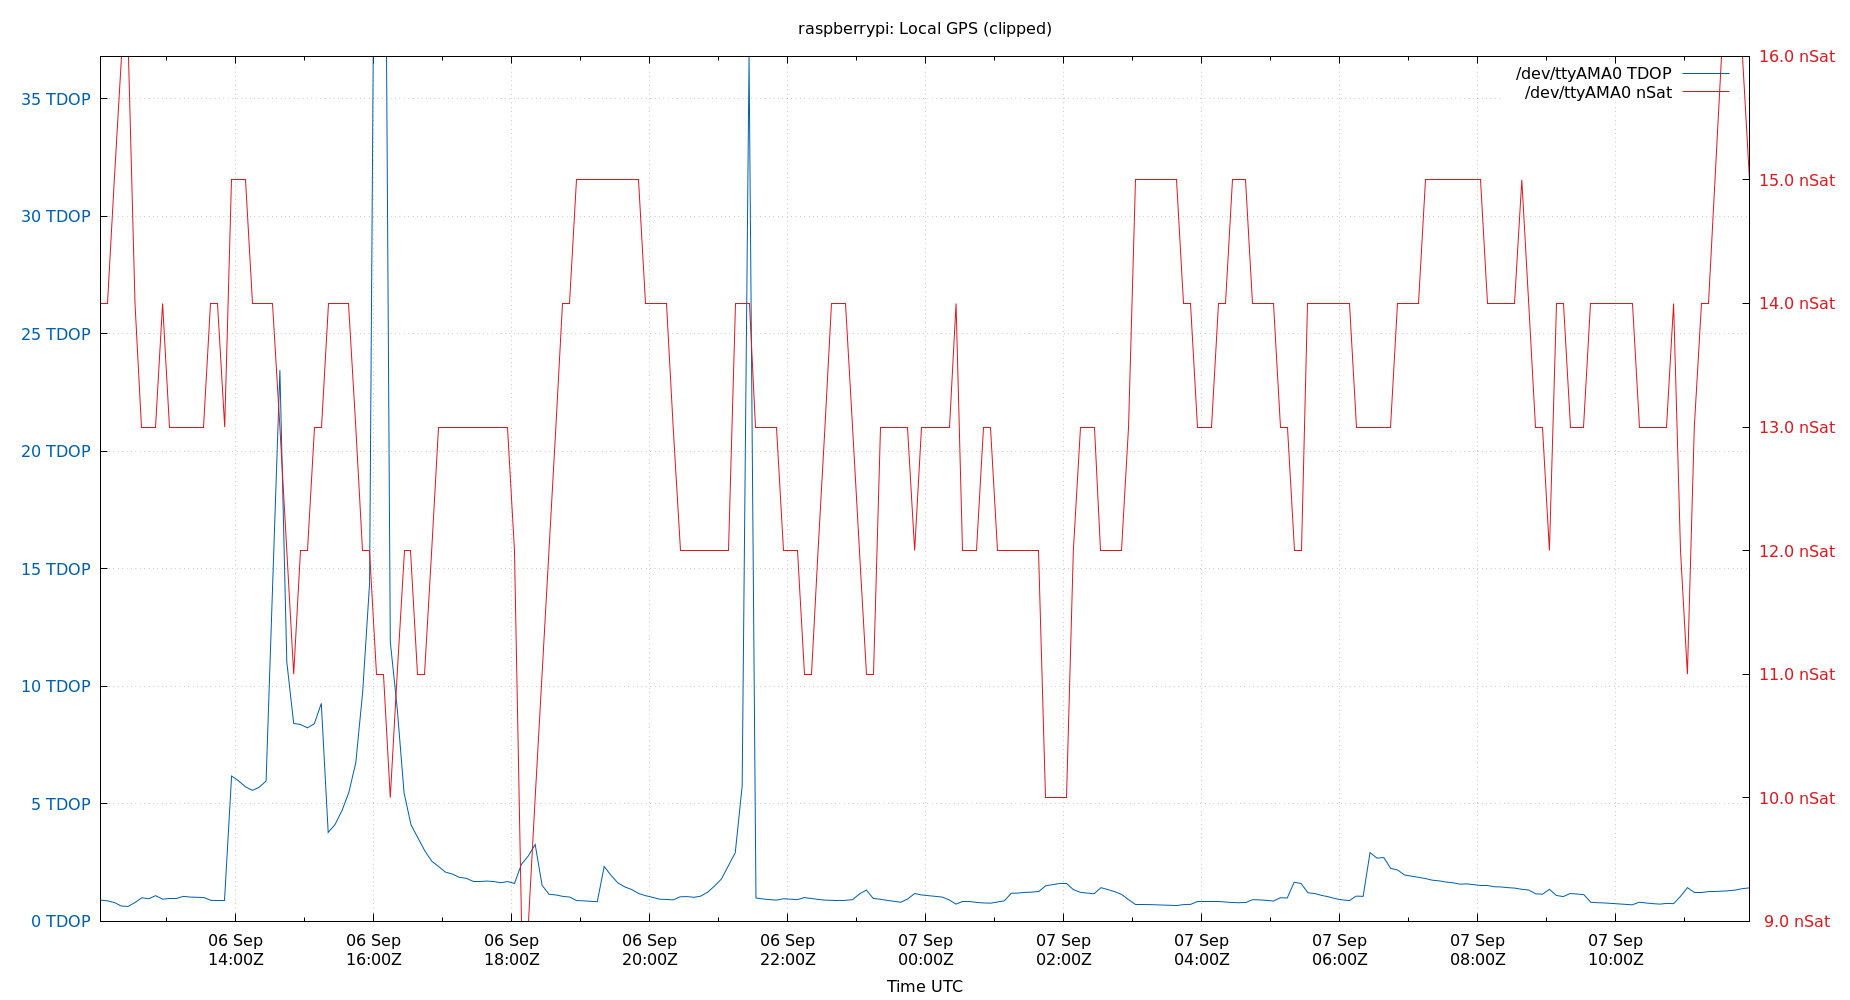 raspberrypi: Local GPS (clipped)
/dev/ttyAMA0 TDOP
/dev/ttyAMA0 nSat
35 TDOP
30 TDOP
25 TDOP
20 TDOP
15 TDOP
10 TDOP
5 TDOP
0 TDOP
16.0 nSat
15.0 nSat
14.0 nSat
13.0 nSat
12.0 nSat
11.0 nSat
10.0 nSat
9.0 nSat
06 Sep
14:00Z
06 Sep
16:00Z
06 Sep
18:00Z
06 Sep
20:00Z
06 Sep
22:00Z
07 Sep
00:00Z
07 Sep
02:00Z
07 Sep
04:00Z
07 Sep
06:00Z
07 Sep
08:00Z
07 Sep
10:00Z
Time UTC